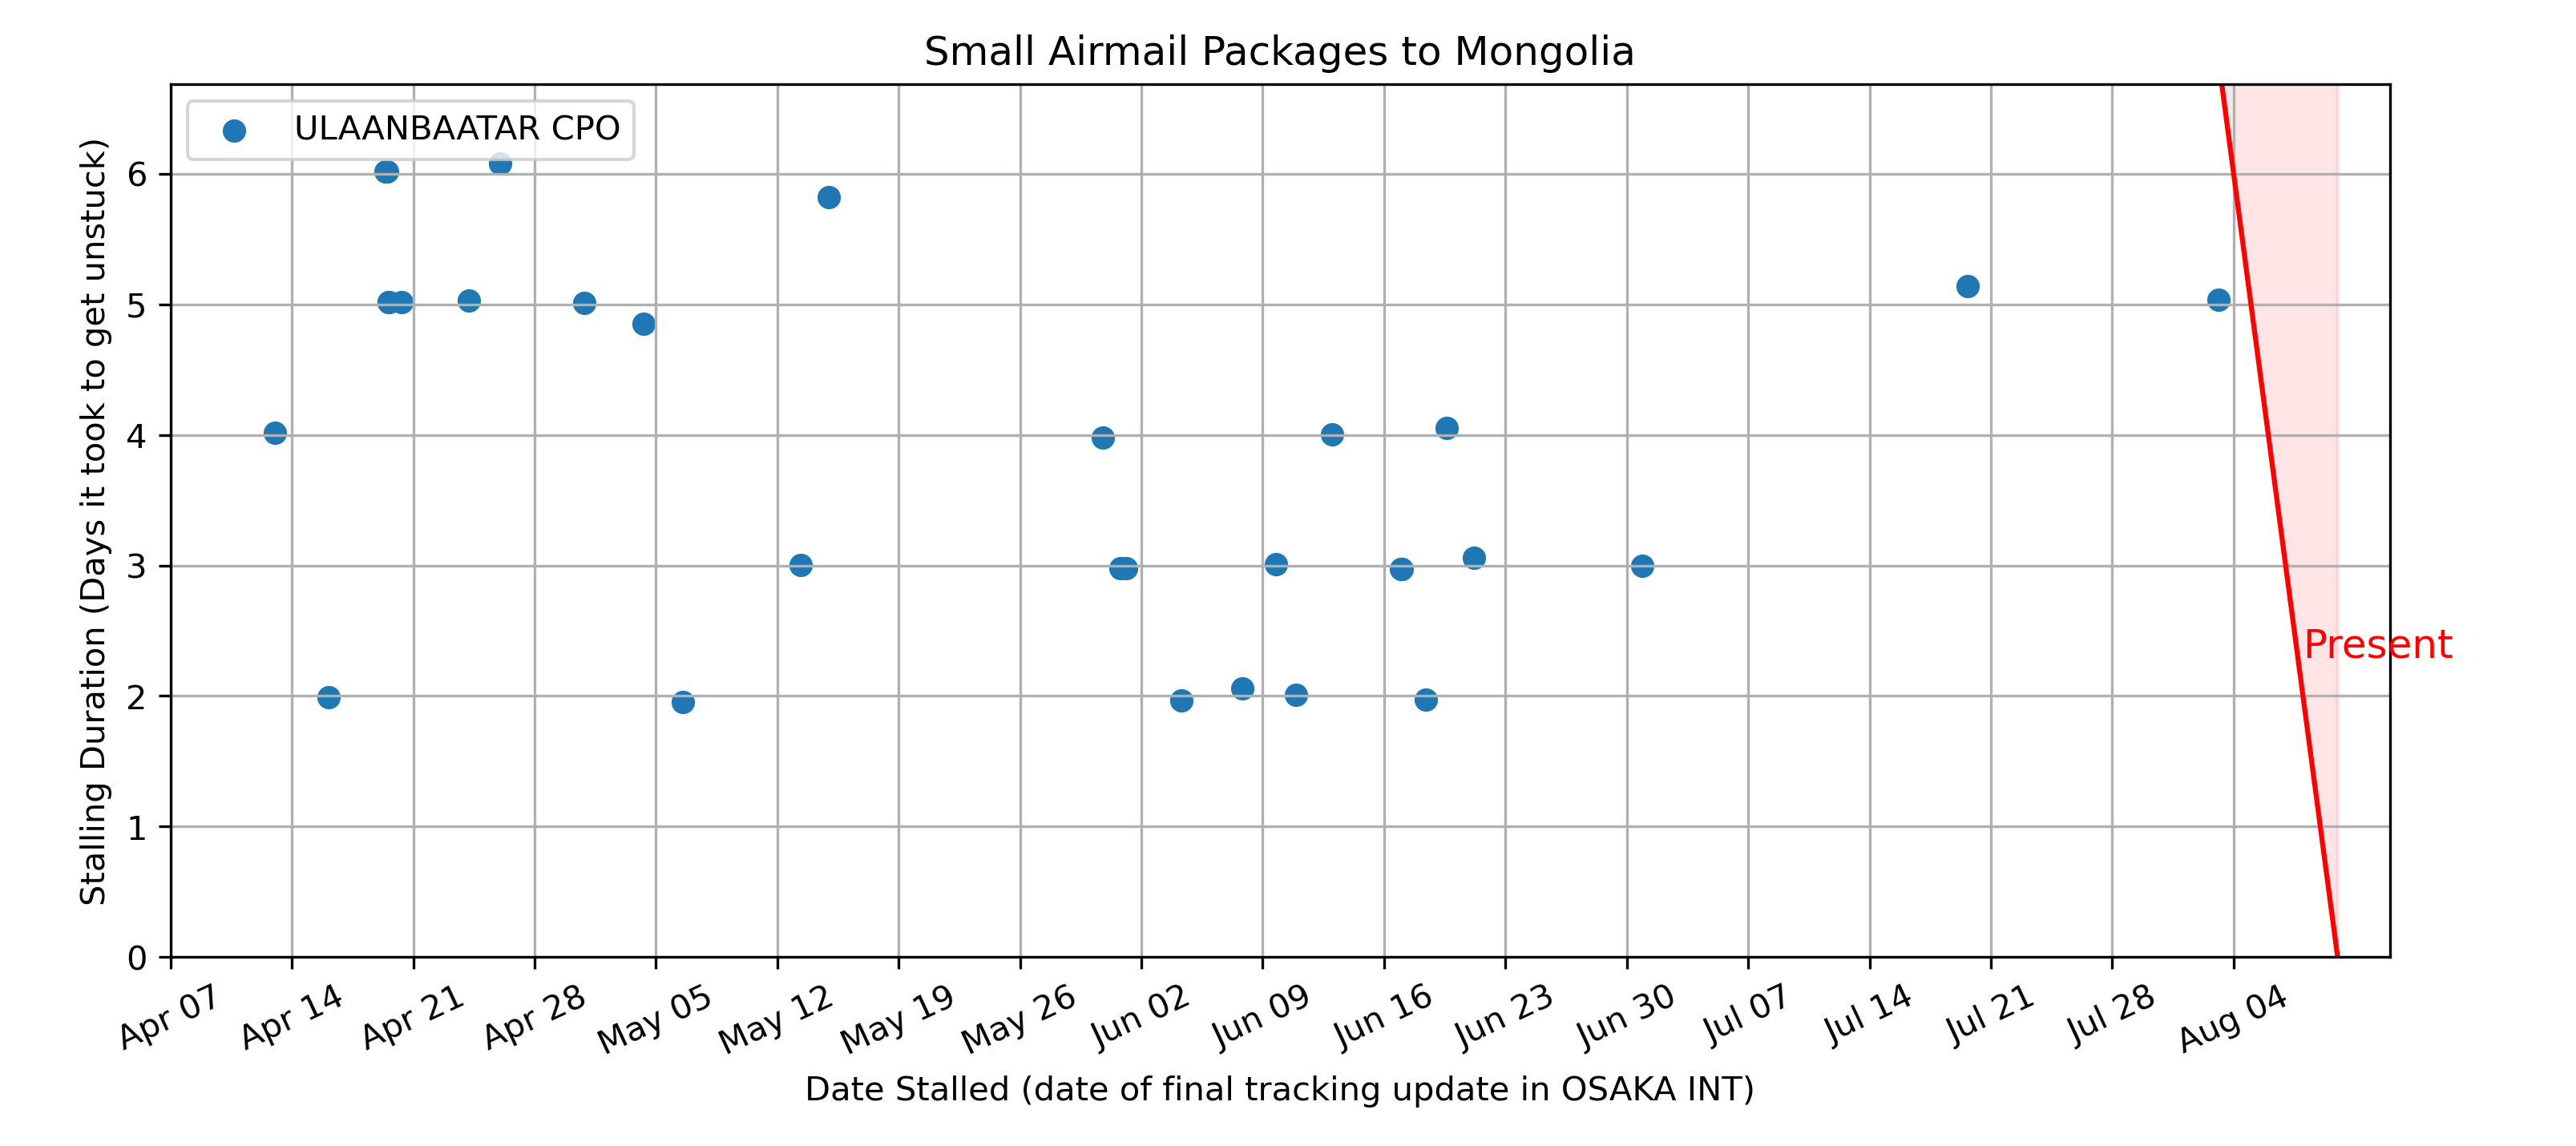 Small Airmail Packages to Mongolia
ULAANBAATAR CPO
Stalling Duration (Days it took to get unstuck)
6
5
4
3
2
1
0
Present
Apr 07
Apr 14
Apr 21
Apr 28
May 05
May 12
May 19
May 26
Jun 02
Jun 09
Jun 16
Jun 23
Jun 30
Jul 07
Jul 14
Jul 21
Jul 28
Aug 04
Date Stalled (date of final tracking update in OSAKA INT)